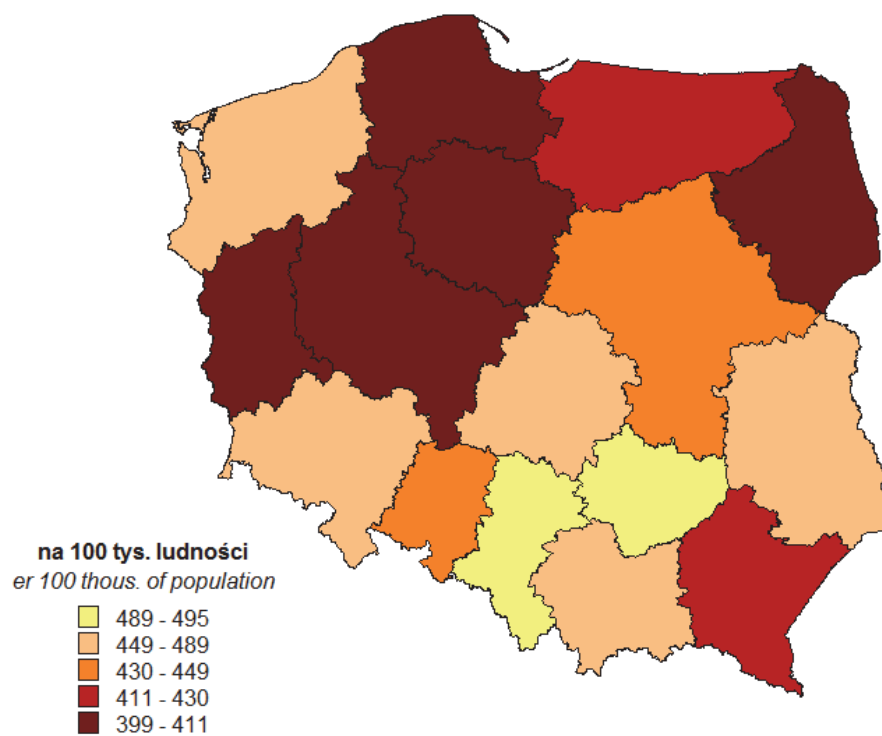 na 100 tys. ludności
er 100 thous. of population
489 - 495
449 - 489
430 - 449
411 - 430
399 - 411